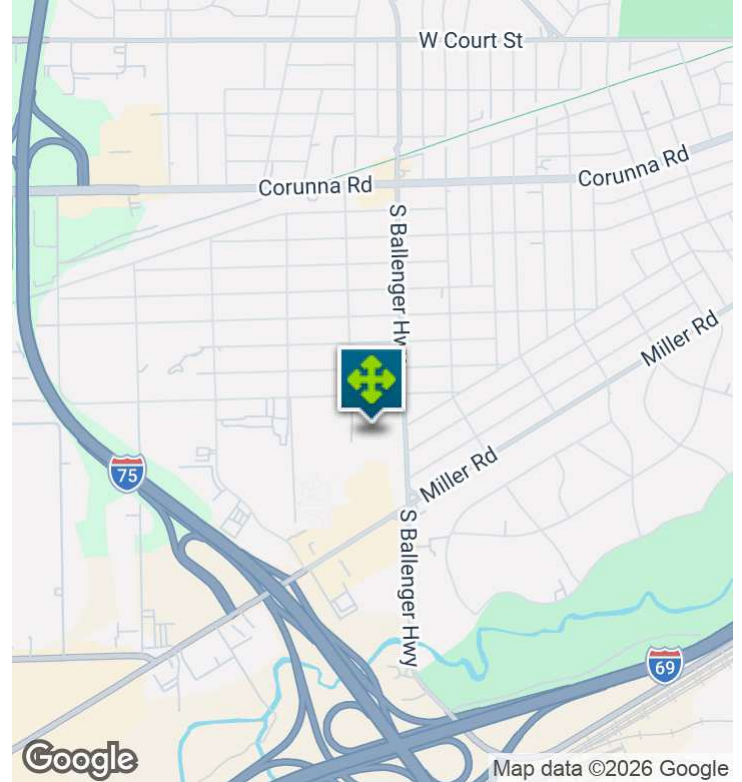 W Court St
Corunna Rd
Corunna Rd
S Ballenger Hwy
Miller Rd
Miller Rd
75
S Ballenger Hwy
69
Google
Map data ©2026 Google